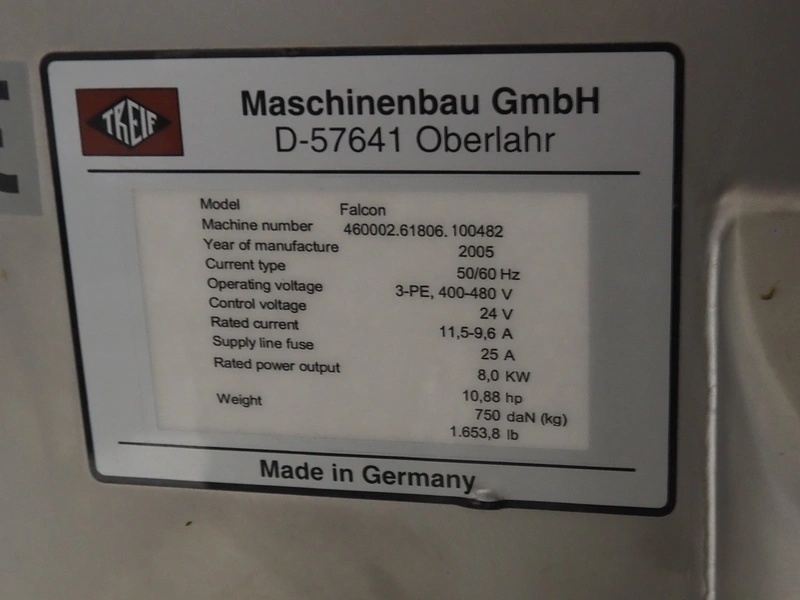 TREIF
Maschinenbau GmbH
D-57641 Oberlahr
Model Falcon
Machine number 460002.61806.100482
Year of manufacture 2005
Current type 50/60 Hz
Operating voltage 3-PE, 400-480 V
Control voltage 24 V
Rated current 11,5-9,6 A
Supply line fuse 25 A
Rated power output 8,0 KW
10,88 hp
Weight 750 daN (kg)
1.653,8 lb
Made in Germany